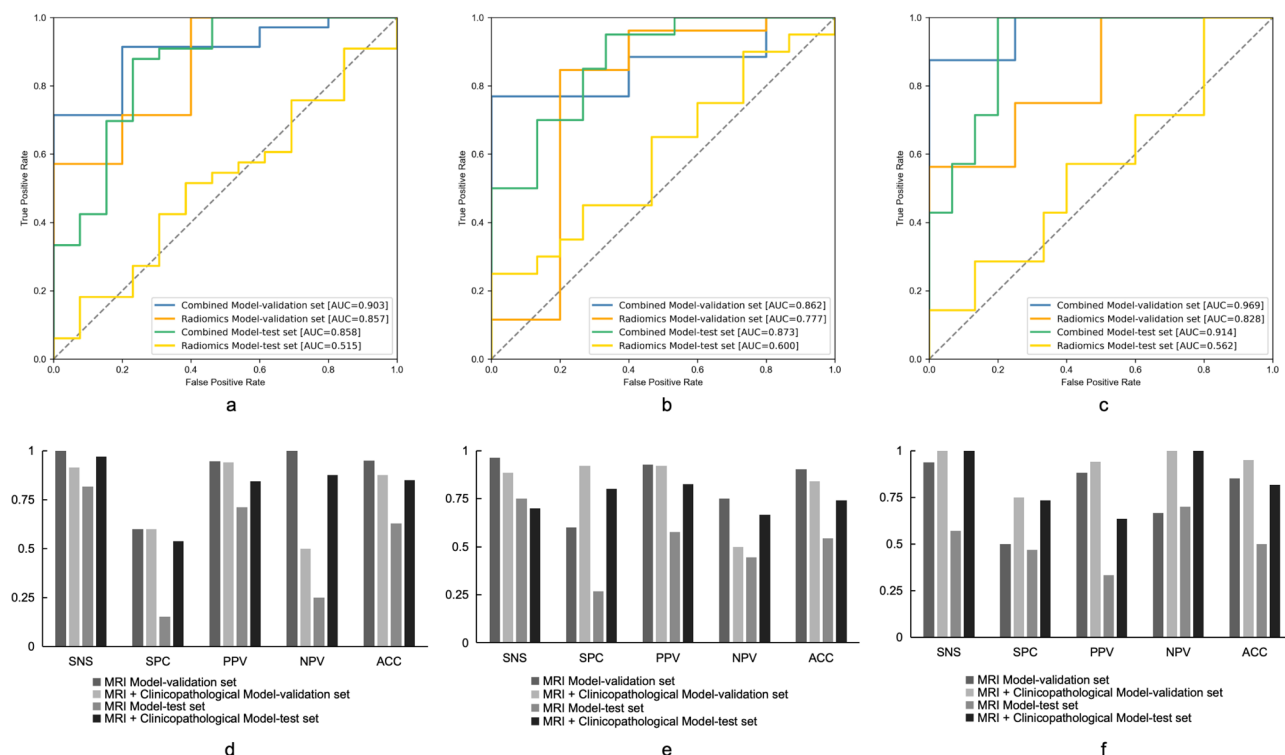 1.0
0.8
0.6
0.4
0.2
0.0
True Positive Rate
Combined Model-validation set [AUC=0.903]
Radiomics Model-validation set [AUC=0.857]
Combined Model-test set [AUC=0.858]
Radiomics Model-test set [AUC=0.515]
0.0 0.2 0.4 0.6 0.8 1.0
False Positive Rate
a
1.0
0.8
0.6
0.4
0.2
0.0
True Positive Rate
Combined Model-validation set [AUC=0.862]
Radiomics Model-validation set [AUC=0.777]
Combined Model-test set [AUC=0.873]
Radiomics Model-test set [AUC=0.600]
0.0 0.2 0.4 0.6 0.8 1.0
False Positive Rate
b
1.0
0.8
0.6
0.4
0.2
0.0
True Positive Rate
Combined Model-validation set [AUC=0.969]
Radiomics Model-validation set [AUC=0.828]
Combined Model-test set [AUC=0.914]
Radiomics Model-test set [AUC=0.562]
0.0 0.2 0.4 0.6 0.8 1.0
False Positive Rate
c
1
0.75
0.5
0.25
0
SNS SPC PPV NPV ACC
MRI Model-validation set
MRI + Clinicopathological Model-validation set
MRI Model-test set
MRI + Clinicopathological Model-test set
d
1
0.75
0.5
0.25
0
SNS SPC PPV NPV ACC
MRI Model-validation set
MRI + Clinicopathological Model-validation set
MRI Model-test set
MRI + Clinicopathological Model-test set
e
1
0.75
0.5
0.25
0
SNS SPC PPV NPV ACC
MRI Model-validation set
MRI + Clinicopathological Model-validation set
MRI Model-test set
MRI + Clinicopathological Model-test set
f